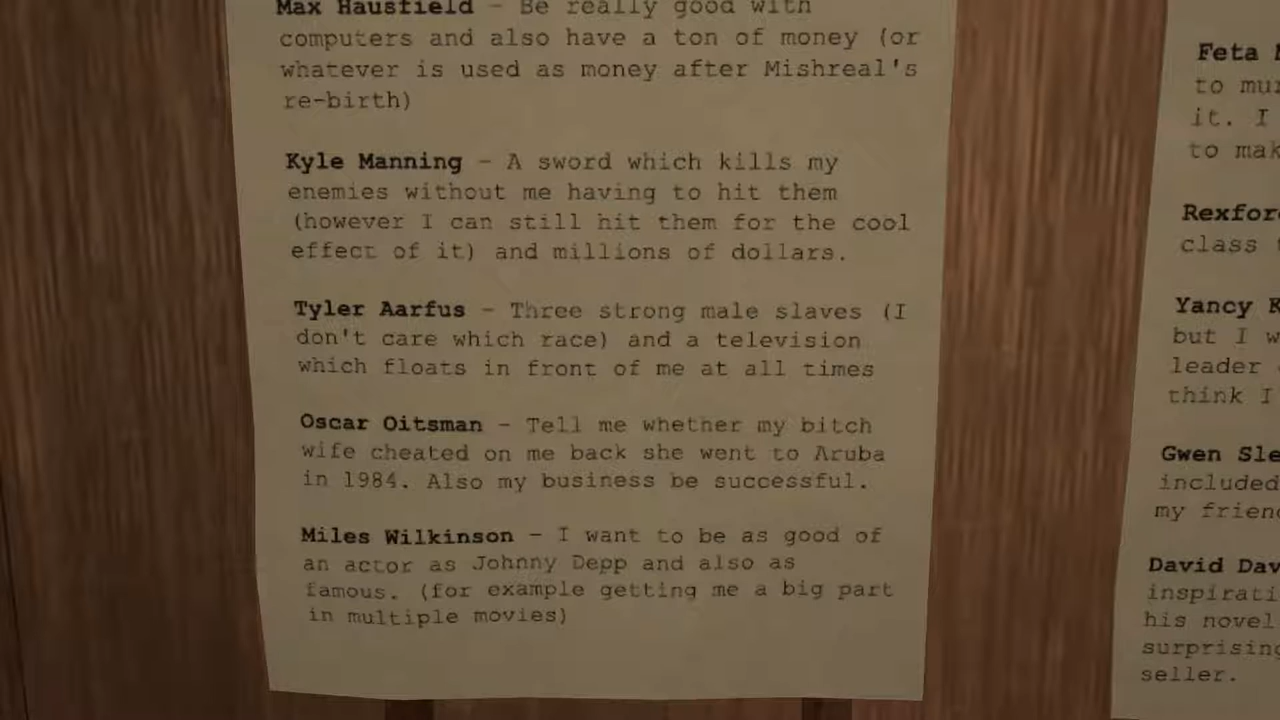 Max Hausfield - Be really good with
computers and also have a ton of money (or
whatever is used as money after Mishreal's
re-birth)
Kyle Manning - A sword which kills my
enemies without me having to hit them
(however I can still hit them for the cool
effect of it) and millions of dollars.
Tyler Aarfus - Three strong male slaves (I
don't care which race) and a television
which floats in front of me at all times
Oscar Oitsman - Tell me whether my bitch
wife cheated on me back she went to Aruba
in 1984. Also my business be successful.
Miles Wilkinson - I want to be as good of
an actor as Johnny Depp and also as
famous. (for example getting me a big part
in multiple movies)
Feta
to
it. I
to
class
Yancy
but I
leader
think I
Gwen
included
my
David
his novel
seller.